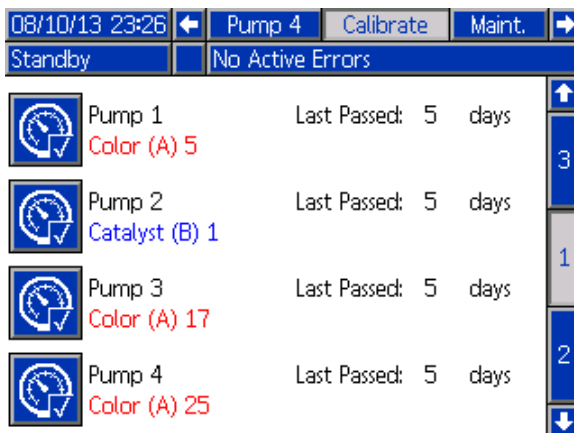 08/10/13 23:26 Pump 4 Calibrate Maint.
Standby No Active Errors
Pump 1 Last Passed: 5 days
Color (A) 5
3
Pump 2 Last Passed: 5 days
Catalyst (B) 1
1
Pump 3 Last Passed: 5 days
Color (A) 17
2
Pump 4 Last Passed: 5 days
Color (A) 25